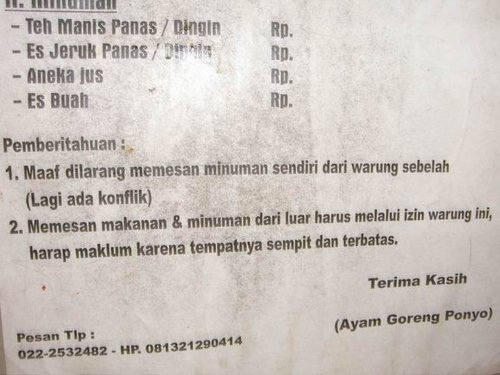 II. Minuman
- Teh Manis Panas / Dingin Rp.
- Es Jeruk Panas / Dingin Rp.
- Aneka jus Rp.
- Es Buah Rp.
Pemberitahuan :
1. Maaf dilarang memesan minuman sendiri dari warung sebelah
(Lagi ada konflik)
2. Memesan makanan & minuman dari luar harus melalui izin warung ini,
harap maklum karena tempatnya sempit dan terbatas.
Terima Kasih
(Ayam Goreng Ponyo)
Pesan Tlp :
022-2532482 - HP. 081321290414